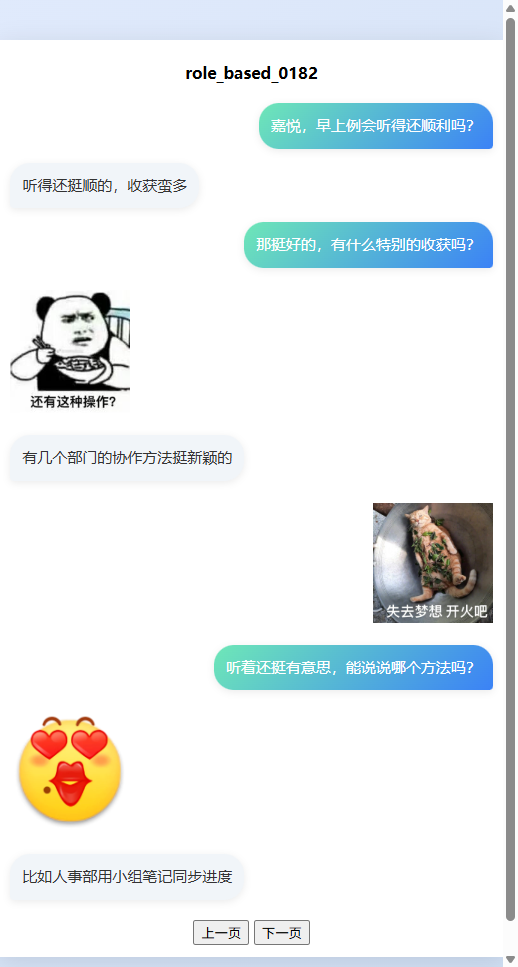 role_based_0182
嘉悦，早上例会听得还顺利吗？
听得还挺顺的，收获蛮多
那挺好的，有什么特别的收获吗？
还有这种操作？
有几个部门的协作方法挺新颖的
失去梦想 开火吧
听着还挺有意思，能说说哪个方法吗？
比如人事部用小组笔记同步进度
上一页 下一页